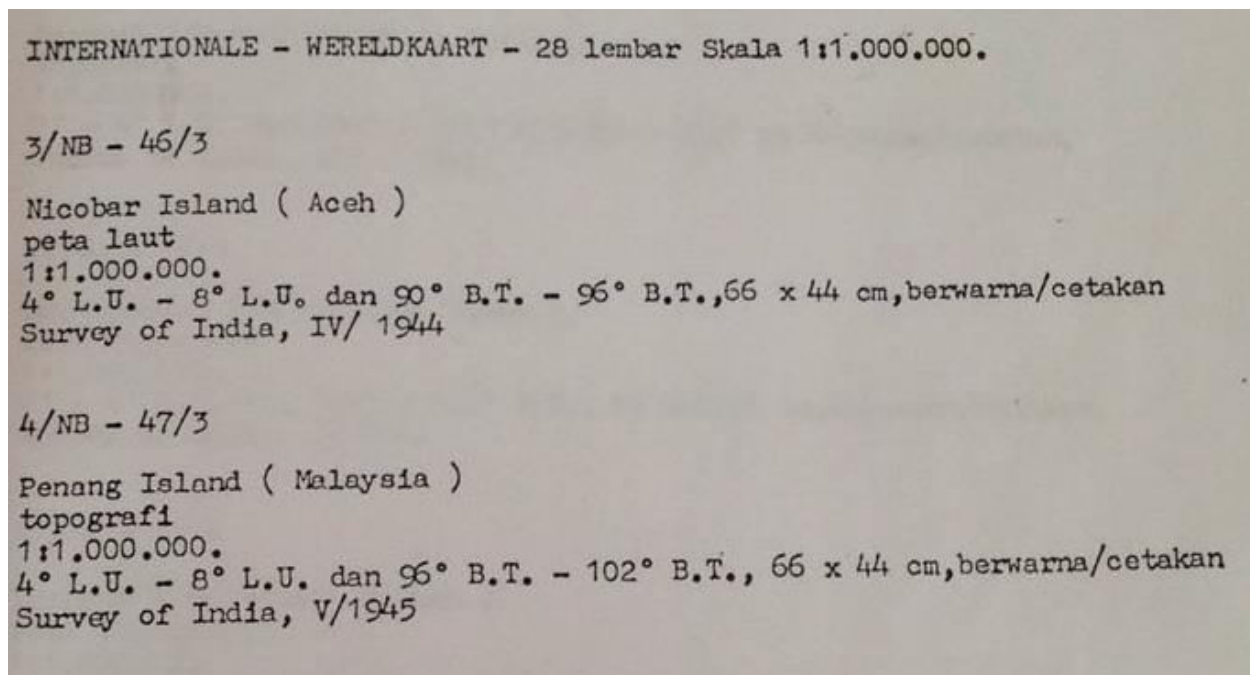 INTERNATIONALE - WERELDKAART - 28 lembar Skala 1:1.000.000.
3/NB - 46/3
Nicobar Island ( Aceh )
peta laut
1:1.000.000.
4° L.U. - 8° L.U. dan 90° B.T. - 96° B.T.,66 x 44 cm,berwarna/cetakan
Survey of India, IV/ 1944
4/NB - 47/3
Penang Island ( Malaysia )
topografi
1:1.000.000.
4° L.U. - 8° L.U. dan 96° B.T. - 102° B.T., 66 x 44 cm,berwarna/cetakan
Survey of India, V/1945